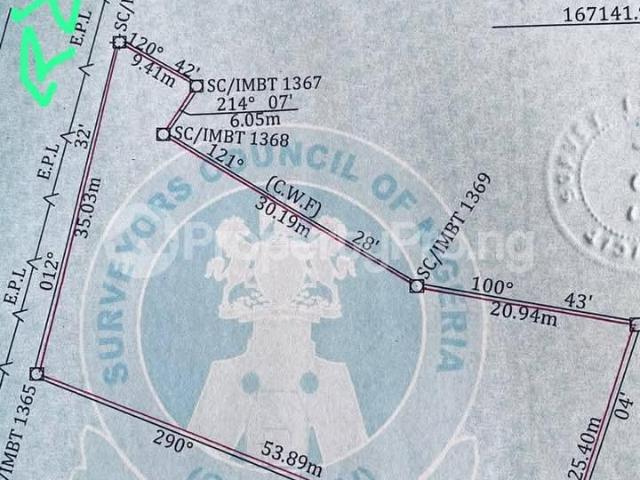 167141.
E.P.L
SC/I
120° 42'
9.41m
SC/IMBT 1367
214° 07'
6.05m
SC/IMBT 1368
E.P.L
32'
121° 28'
(C.W.F)
30.19m
35.03m
012°
SURVEYORS COUNCIL OF NIGERIA
SC/IMBT 1369
100° 43'
20.94m
E.P.L
/IMBT 1365
290°
53.89m
25.40m
04'